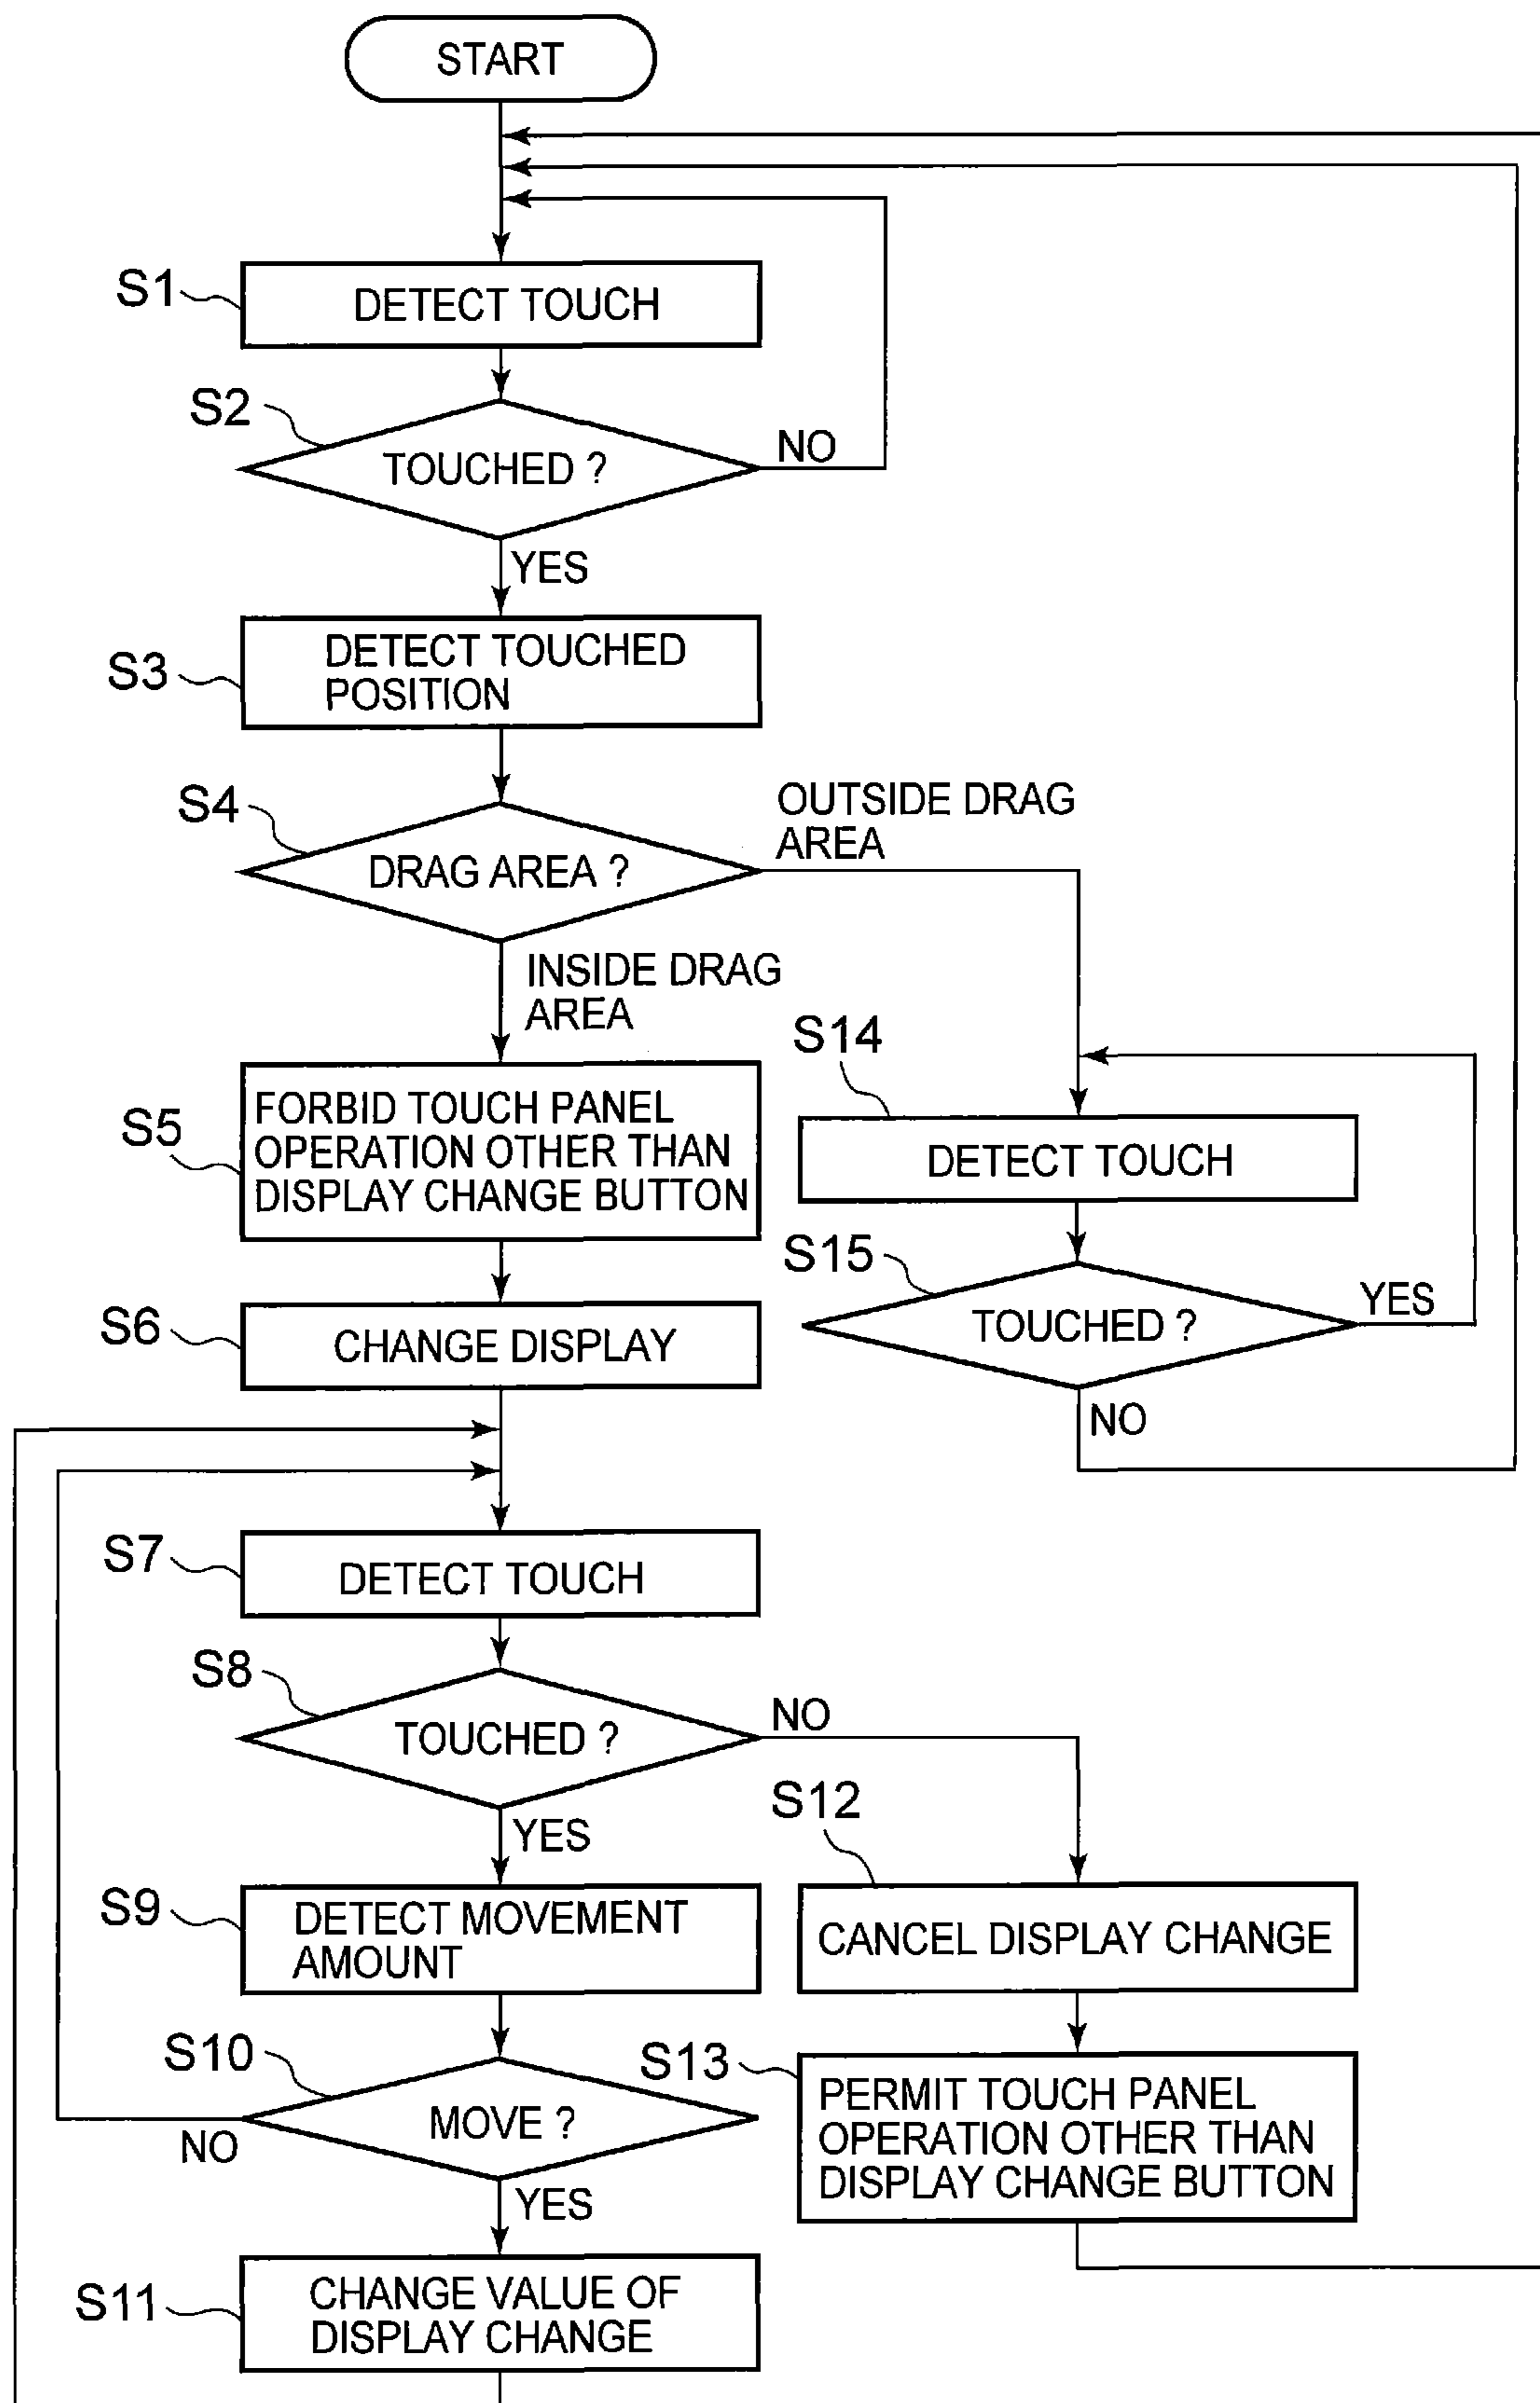 START
S1
DETECT TOUCH
S2
TOUCHED ?
NO
YES
S3
DETECT TOUCHED
POSITION
S4
DRAG AREA ?
OUTSIDE DRAG
AREA
INSIDE DRAG
AREA
S5
FORBID TOUCH PANEL
OPERATION OTHER THAN
DISPLAY CHANGE BUTTON
S14
DETECT TOUCH
S15
TOUCHED ?
YES
NO
S6
CHANGE DISPLAY
S7
DETECT TOUCH
S8
TOUCHED ?
NO
YES
S9
DETECT MOVEMENT
AMOUNT
S12
CANCEL DISPLAY CHANGE
S10
MOVE ?
NO
YES
S13
PERMIT TOUCH PANEL
OPERATION OTHER THAN
DISPLAY CHANGE BUTTON
S11
CHANGE VALUE OF
DISPLAY CHANGE